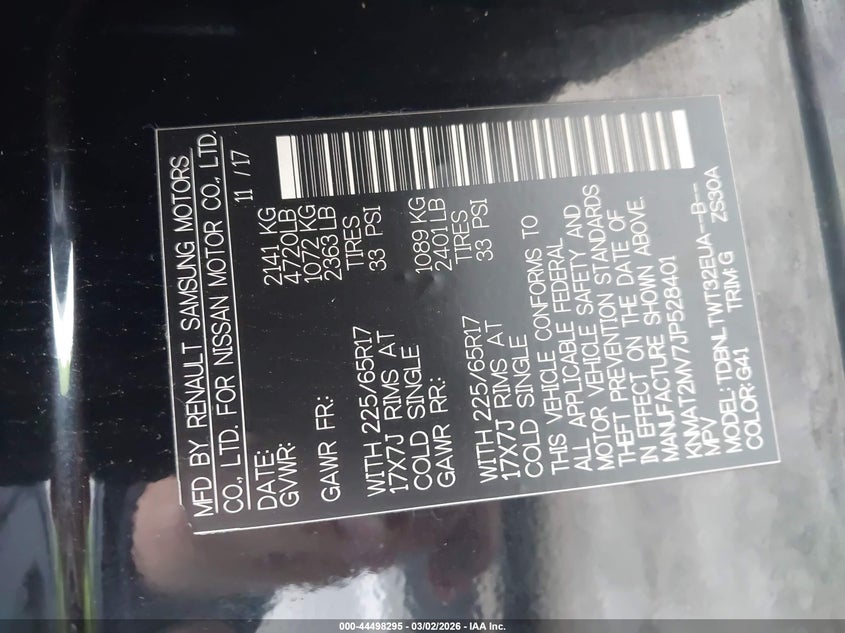 MFD BY RENAULT SAMSUNG MOTORS
CO., LTD. FOR NISSAN MOTOR CO., LTD.
DATE: 11 /17
GVWR: 2141 KG
4720LB
GAWR FR.: 1072 KG
2363 LB
WITH 225/65R17 TIRES
17X7J RIMS AT 33 PSI
COLD SINGLE
GAWR RR.: 1089 KG
2401 LB
WITH 225/65R17 TIRES
17X7J RIMS AT 33 PSI
COLD SINGLE
THIS VEHICLE CONFORMS TO
ALL APPLICABLE FEDERAL
MOTOR VEHICLE SAFETY AND
THEFT PREVENTION STANDARDS
IN EFFECT ON THE DATE OF
MANUFACTURE SHOWN ABOVE.
KNMAT2MV7JP528401
MPV
MODEL: TDBNLTWT32EUA--B--
COLOR: G41 TRIM: G ZS30A
000-44498295 - 03/02/2026 - IAA Inc.